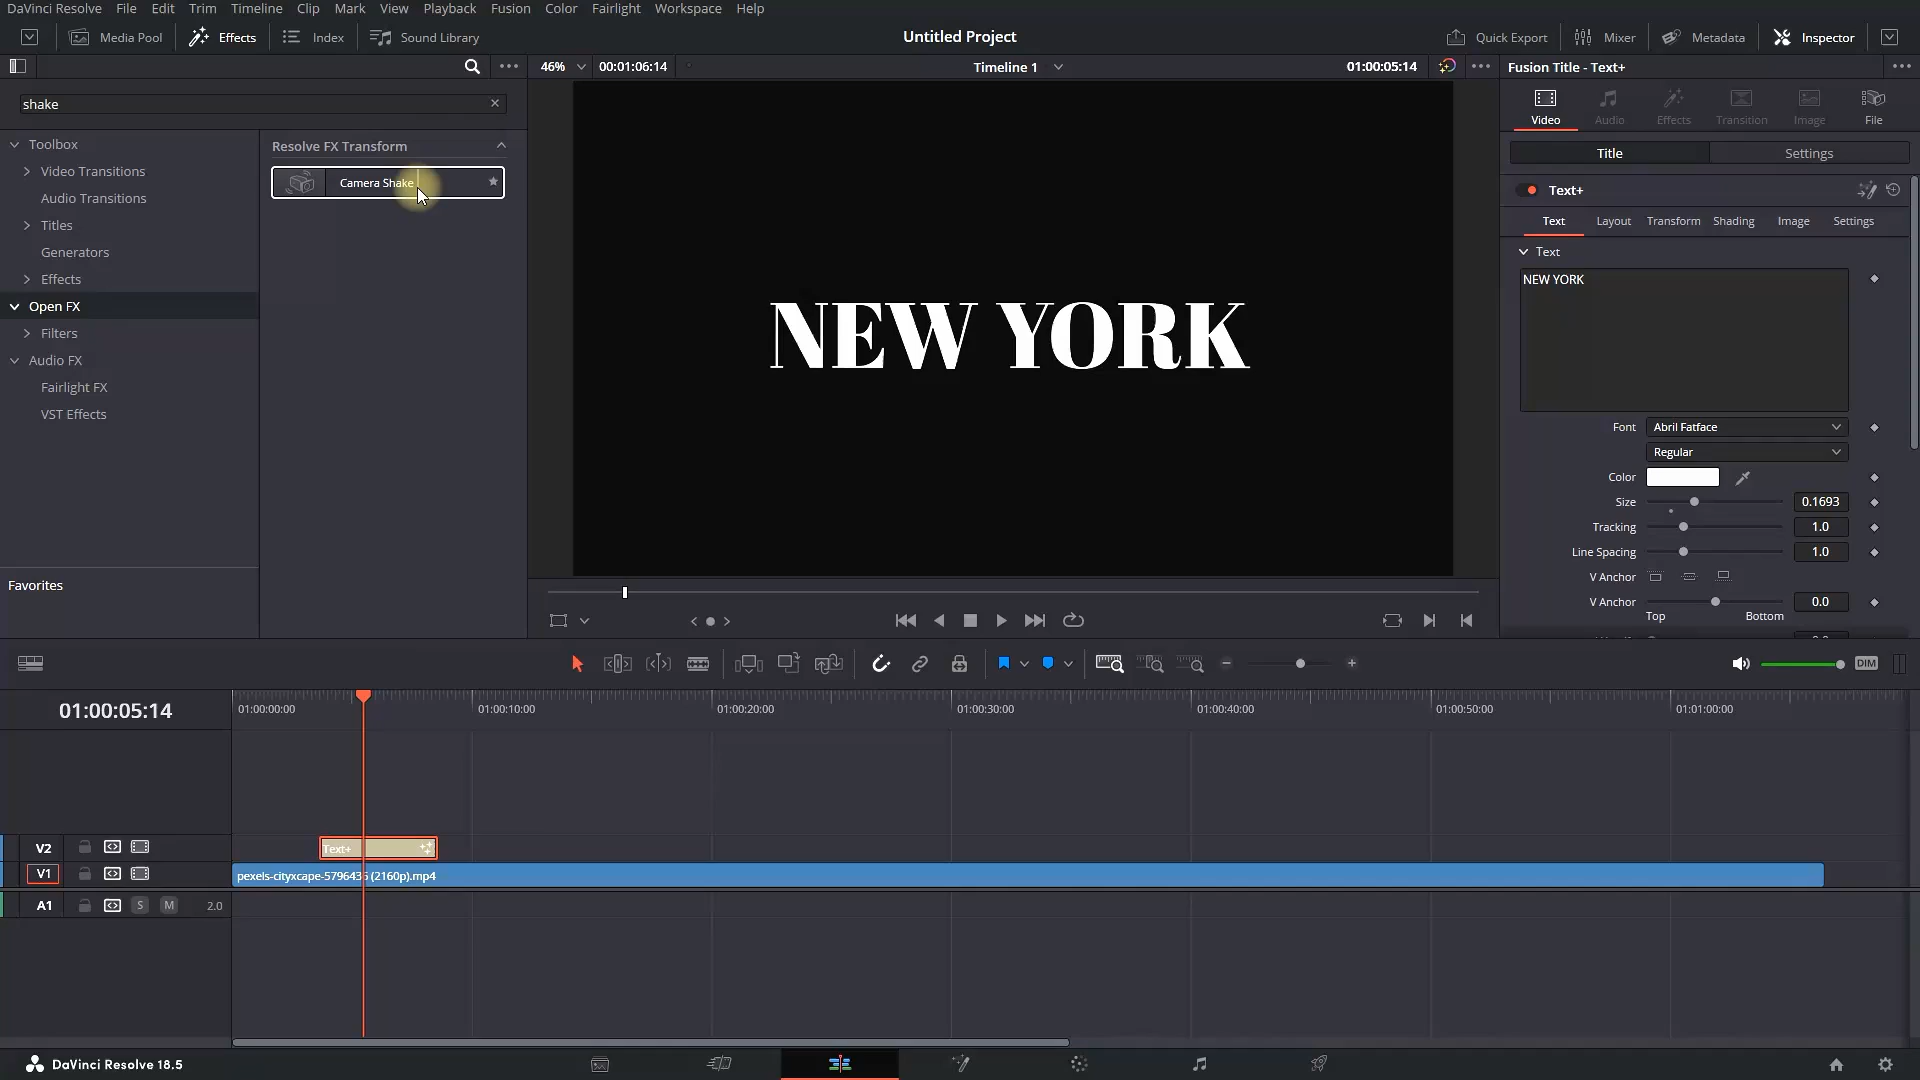 DaVinci Resolve File Edit Trim Timeline Clip Mark View Playback Fusion Color Fairlight Workspace Help
Media Pool Effects Index Sound Library Untitled Project Quick Export Mixer Metadata Inspector
46% 00:01:06:14 Timeline 1 01:00:05:14 Fusion Title - Text+
shake
Video Audio Effects Transition Image File
Toolbox
Resolve FX Transform
Title Settings
Video Transitions
Camera Shake
Text+
Audio Transitions
Titles
Text Layout Transform Shading Image Settings
Generators
Text
Effects
NEW YORK
Open FX
Filters
NEW YORK
Audio FX
Fairlight FX
VST Effects
Font Abril Fatface
Regular
Color
Size 0.1693
Tracking 1.0
Line Spacing 1.0
V Anchor
Favorites
V Anchor 0.0
Top Bottom
DIM
01:00:05:14
01:00:00:00 01:00:10:00 01:00:20:00 01:00:30:00 01:00:40:00 01:00:50:00 01:01:00:00
V2 Text+
V1 pexels-cityxcape-5796436 (2160p).mp4
A1 S M 2.0
DaVinci Resolve 18.5